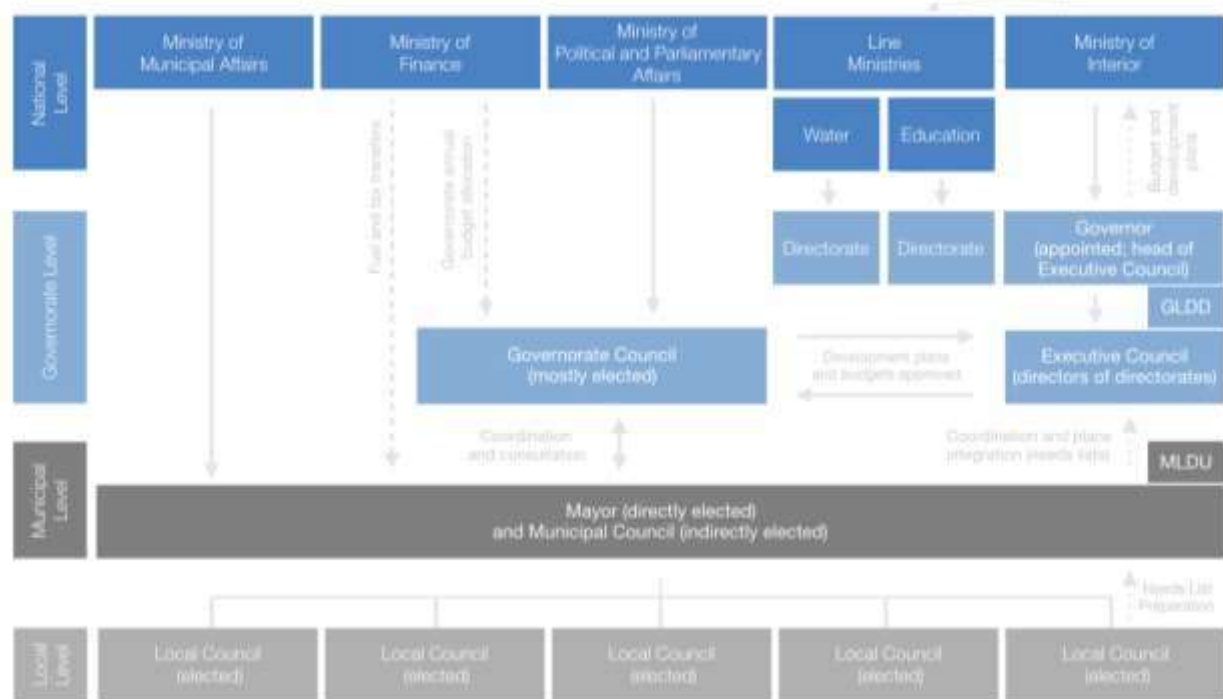 National
Level
Ministry of
Municipal Affairs
Ministry of
Finance
Ministry of
Political and Parliamentary
Affairs
Line
Ministries
Ministry of
Interior
Water
Education
Budget and
development
plans
Fuel and tax transfers
Governorate annual
budget allocation
Governorate Level
Directorate
Directorate
Governor
(appointed; head of
Executive Council)
GLDD
Governorate Council
(mostly elected)
Development plans
and budgets approved
Executive Council
(directors of directorates)
Coordination
and consultation
Coordination and plans
integration (needs lists)
MLDU
Municipal
Level
Mayor (directly elected)
and Municipal Council (indirectly elected)
Needs List
Preparation
Local
Level
Local Council
(elected)
Local Council
(elected)
Local Council
(elected)
Local Council
(elected)
Local Council
(elected)